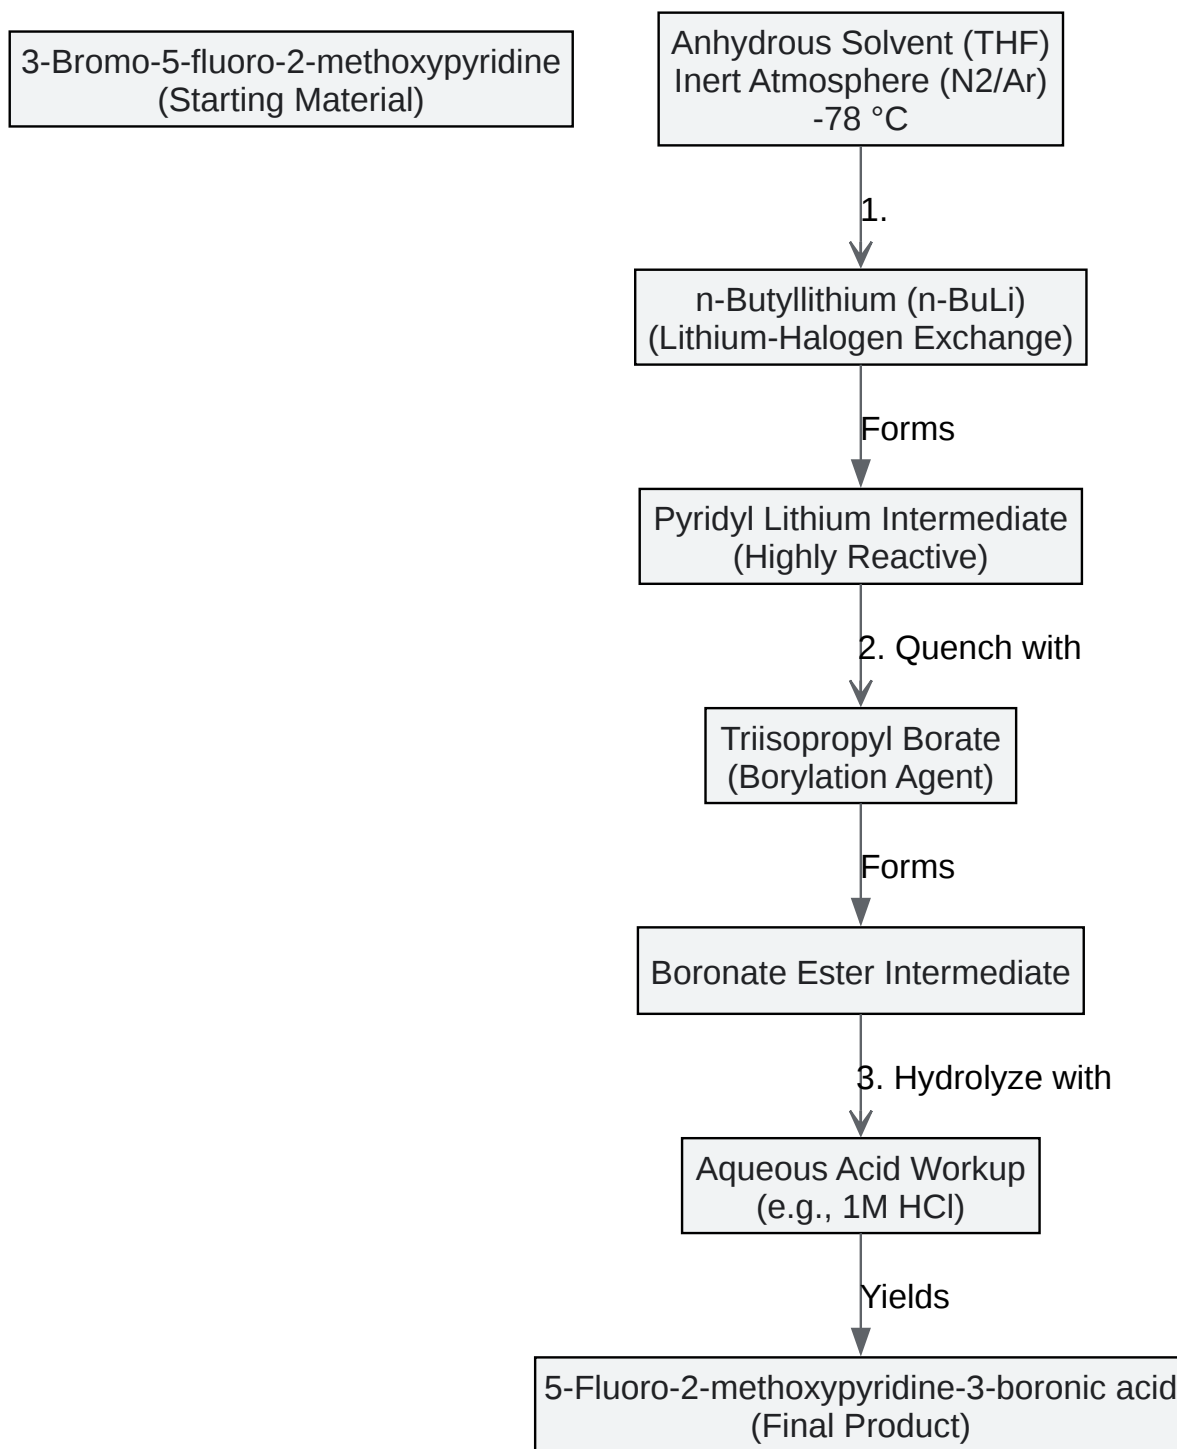 3-Bromo-5-fluoro-2-methoxypyridine
(Starting Material)
Anhydrous Solvent (THF)
Inert Atmosphere (N2/Ar)
-78 °C
1.
n-Butyllithium (n-BuLi)
(Lithium-Halogen Exchange)
Forms
Pyridyl Lithium Intermediate
(Highly Reactive)
2. Quench with
Triisopropyl Borate
(Borylation Agent)
Forms
Boronate Ester Intermediate
3. Hydrolyze with
Aqueous Acid Workup
(e.g., 1M HCl)
Yields
5-Fluoro-2-methoxypyridine-3-boronic acid
(Final Product)